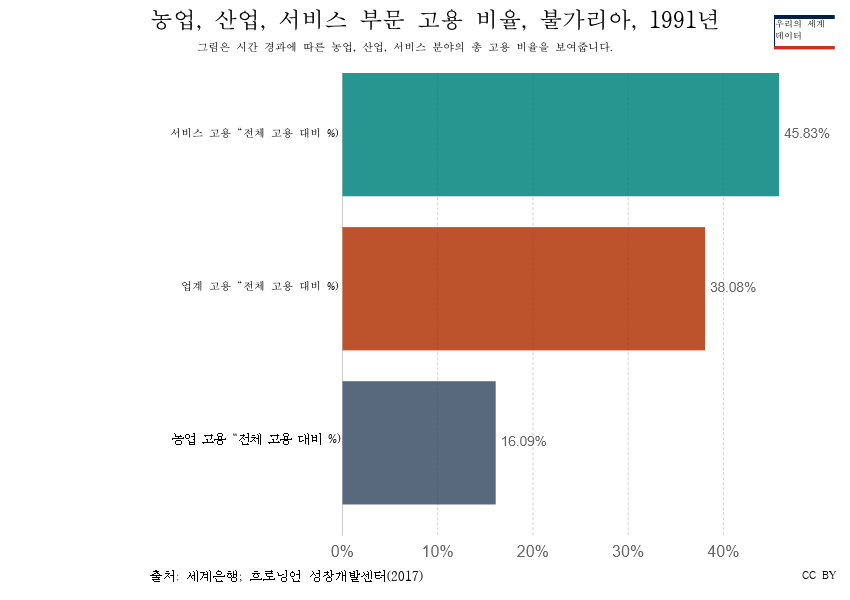 농업, 산업, 서비스 부문 고용 비율, 불가리아, 1991년
우리의 세계
데이터
그림은 시간 경과에 따른 농업, 산업, 서비스 분야의 총 고용 비율을 보여줍니다.
서비스 고용 “전체 고용 대비 %)
45.83%
업계 고용 “전체 고용 대비 %)
38.08%
농업 고용 “전체 고용 대비 %)
16.09%
0% 10% 20% 30% 40%
출처: 세계은행; 흐로닝언 성장개발센터(2017)
CC BY